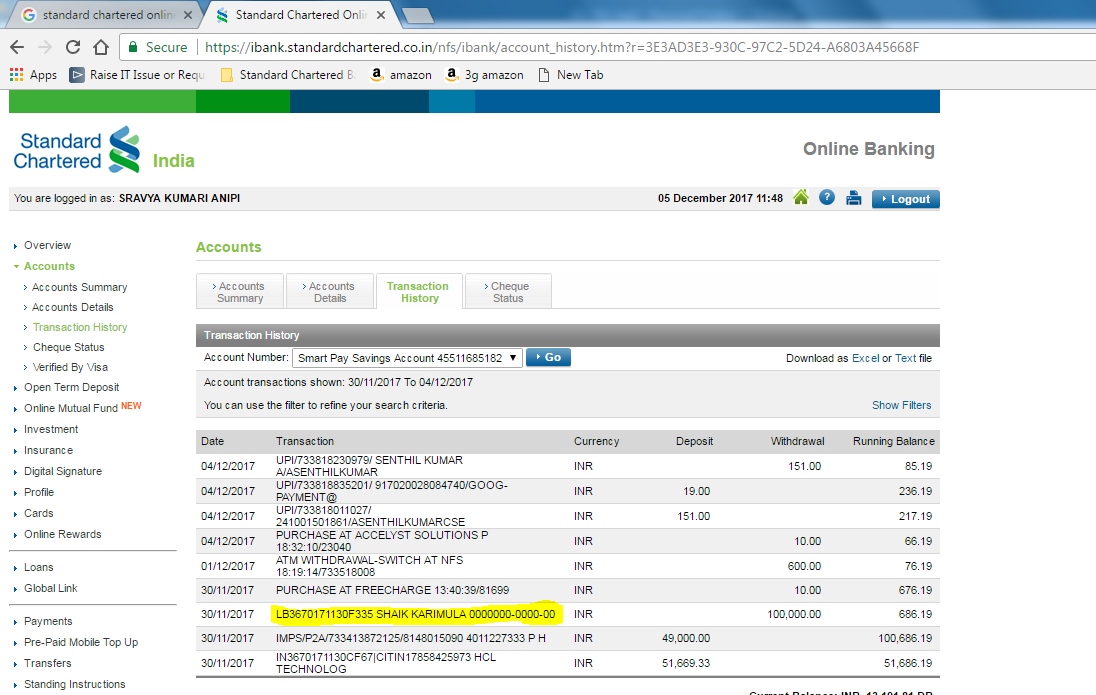 standard chartered onlin
Standard Chartered Onli
Secure
https://ibank.standardchartered.co.in/nfs/ibank/account_history.htm?r=3E3AD3E3-930C-97C2-5D24-A6803A45668F
Apps
Raise IT Issue or Requ
Standard Chartered B
amazon
3g amazon
New Tab
Standard
Chartered
India
Online Banking
You are logged in as: SRAVYA KUMARI ANIPI
05 December 2017 11:48
Logout
Overview
Accounts
Accounts Summary
Accounts Details
Transaction History
Cheque Status
Verified By Visa
Open Term Deposit
Online Mutual Fund NEW
Investment
Insurance
Digital Signature
Profile
Cards
Online Rewards
Loans
Global Link
Payments
Pre-Paid Mobile Top Up
Transfers
Standing Instructions
Accounts
Accounts
Summary
Accounts
Details
Transaction
History
Cheque
Status
Transaction History
Account Number: Smart Pay Savings Account 45511685182 Go
Download as Excel or Text file
Account transactions shown: 30/11/2017 To 04/12/2017
You can use the filter to refine your search criteria.
Show Filters
Date Transaction Currency Deposit Withdrawal Running Balance
04/12/2017 UPI/733818230979/ SENTHIL KUMAR
A/ASENTHILKUMAR INR 151.00 85.19
04/12/2017 UPI/733818835201/ 917020028084740/GOOG-
PAYMENT@ INR 19.00 236.19
04/12/2017 UPI/733818011027/
241001501861/ASENTHILKUMARCSE INR 151.00 217.19
04/12/2017 PURCHASE AT ACCELYST SOLUTIONS P
18:32:10/23040 INR 10.00 66.19
01/12/2017 ATM WITHDRAWAL-SWITCH AT NFS
18:19:14/733518008 INR 600.00 76.19
30/11/2017 PURCHASE AT FREECHARGE 13:40:39/81699 INR 10.00 676.19
30/11/2017 LB3670171130F335 SHAIK KARIMULA 0000000-0000-00 INR 100,000.00 686.19
30/11/2017 IMPS/P2A/733413872125/8148015090 4011227333 P H INR 49,000.00 100,686.19
30/11/2017 IN3670171130CF67|CITIN17858425973 HCL
TECHNOLOG INR 51,669.33 51,686.19